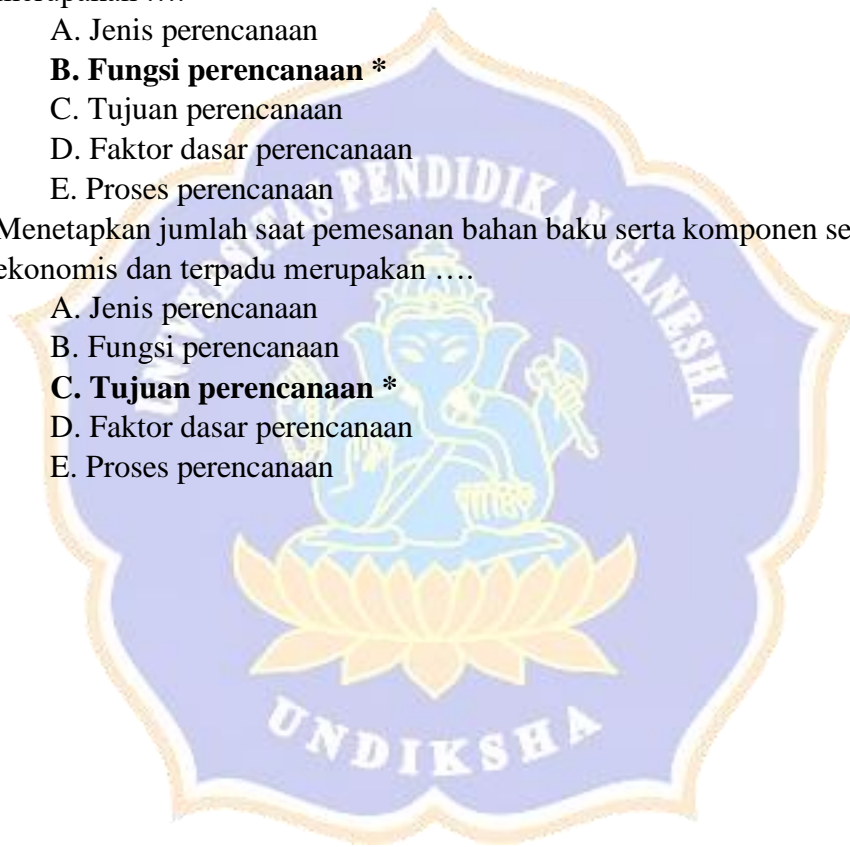 merupakan ….
A. Jenis perencanaan
B. Fungsi perencanaan *
C. Tujuan perencanaan
D. Faktor dasar perencanaan
E. Proses perencanaan
Menetapkan jumlah saat pemesanan bahan baku serta komponen se
ekonomis dan terpadu merupakan ….
A. Jenis perencanaan
B. Fungsi perencanaan
C. Tujuan perencanaan *
D. Faktor dasar perencanaan
E. Proses perencanaan
UNIVERSITAS PENDIDIKAN GANESHA
UNDIKSHA